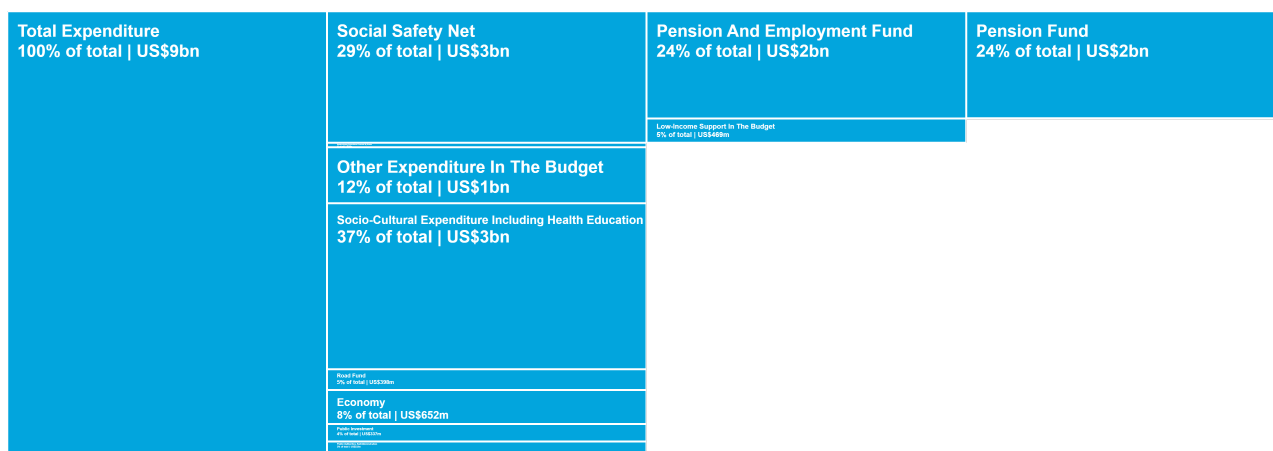 Total Expenditure
100% of total | US$9bn
Social Safety Net
29% of total | US$3bn
Pension And Employment Fund
24% of total | US$2bn
Pension Fund
24% of total | US$2bn
Low-Income Support In The Budget
5% of total | US$469m
Other Expenditure In The Budget
12% of total | US$1bn
Socio-Cultural Expenditure Including Health Education
37% of total | US$3bn
Road Fund
5% of total | US$398m
Economy
8% of total | US$652m
Public Investment
4% of total | US$337m